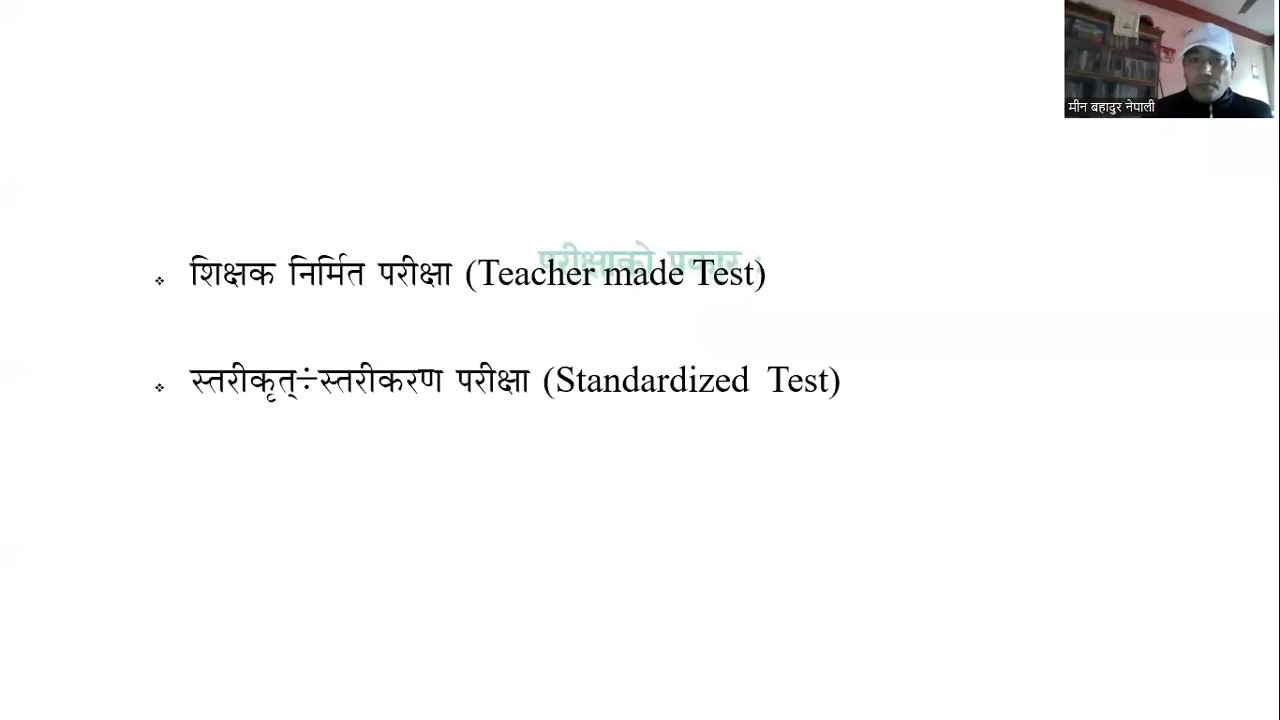 मीन बहादुर नेपाली
परीक्षाको प्रकार :
❖ शिक्षक निर्मित परीक्षा (Teacher made Test)
❖ स्तरीकृत्÷स्तरीकरण परीक्षा (Standardized Test)